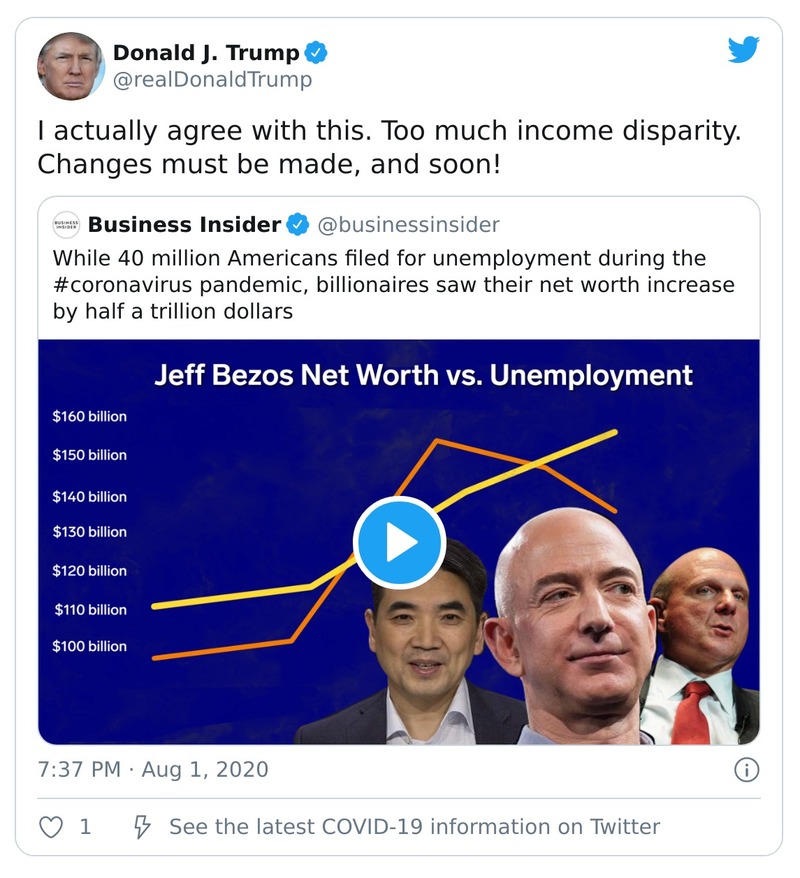 Donald J. Trump
@realDonaldTrump
I actually agree with this. Too much income disparity.
Changes must be made, and soon!
BUSINESS
INSIDER
Business Insider @businessinsider
While 40 million Americans filed for unemployment during the
#coronavirus pandemic, billionaires saw their net worth increase
by half a trillion dollars
Jeff Bezos Net Worth vs. Unemployment
$160 billion
$150 billion
$140 billion
$130 billion
$120 billion
$110 billion
$100 billion
7:37 PM · Aug 1, 2020
1 See the latest COVID-19 information on Twitter